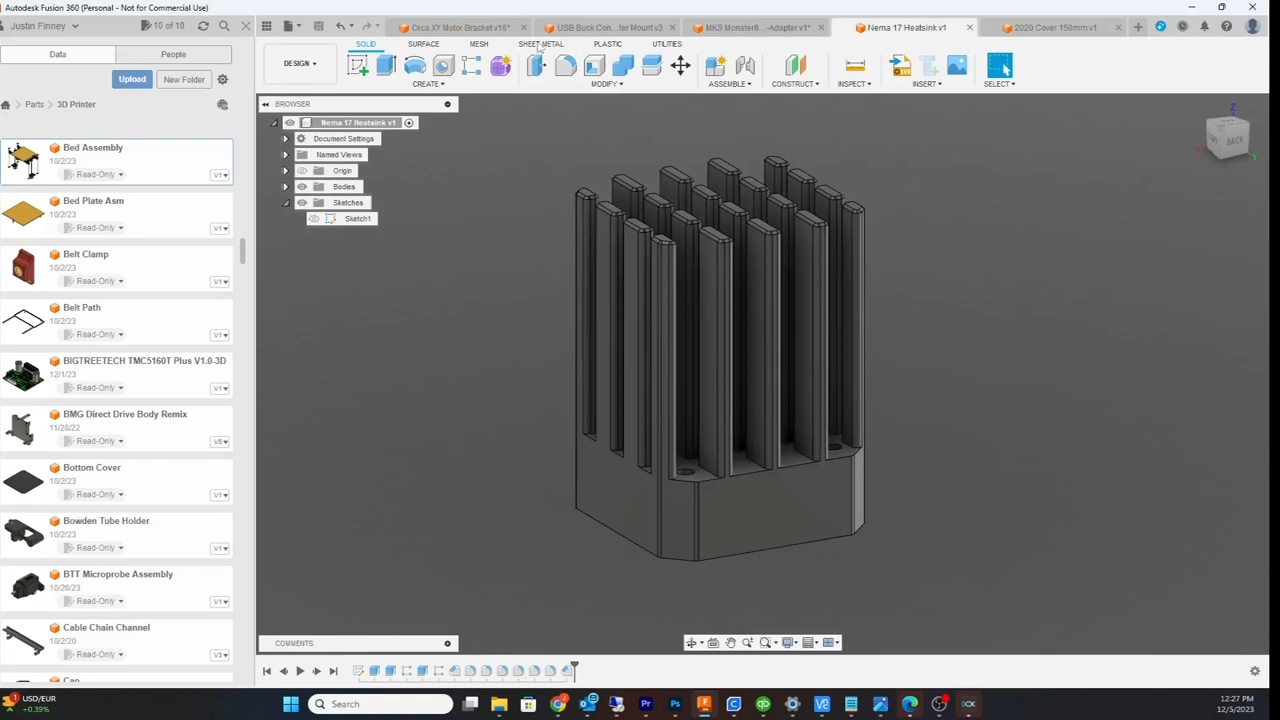 Autodesk Fusion 360 (Personal - Not for Commercial Use)
Justin Finney
10 of 10
Orca XY Motor Bracket v16*
USB Buck Con...ter Mount v3
MKS Monster8...-Adapter v1*
Nema 17 Heatsink v1
2020 Cover 150mm v1
Data
People
SOLID
SURFACE
MESH
SHEET METAL
PLASTIC
UTILITIES
DESIGN
Upload
New Folder
CREATE
MODIFY
ASSEMBLE
CONSTRUCT
INSPECT
INSERT
SELECT
Parts
3D Printer
BROWSER
Nema 17 Heatsink v1
Document Settings
Named Views
Origin
Bodies
Sketches
Sketch1
Z
BACK
Y
Bed Assembly
10/2/23
Read-Only
V1
Bed Plate Asm
10/2/23
Read-Only
V1
Belt Clamp
10/2/23
Read-Only
V1
Belt Path
10/2/23
Read-Only
V1
BIGTREETECH TMC5160T Plus V1.0-3D
12/1/23
Read-Only
V1
BMG Direct Drive Body Remix
11/28/22
Read-Only
V5
Bottom Cover
10/2/23
Read-Only
V1
Bowden Tube Holder
10/2/23
Read-Only
V1
BTT Microprobe Assembly
10/28/23
Read-Only
V1
Cable Chain Channel
10/2/20
Read-Only
V3
COMMENTS
USD/EUR
+0.39%
Search
12:27 PM
12/5/2023